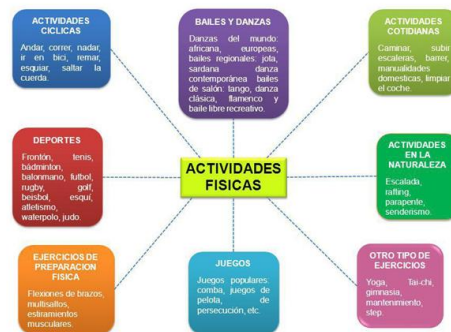 ACTIVIDADES
CICLICAS
Andar, correr, nadar,
ir en bici, remar,
esquiar, saltar la
cuerda.
BAILES Y DANZAS
Danzas del mundo:
africana, europeas,
bailes regionales: jota,
sardana danza
contemporánea bailes
de salón: tango, danza
clásica, flamenco y
baile libre recreativo.
ACTIVIDADES
COTIDIANAS
Caminar, subir
escaleras, barrer,
manualidades
domesticas, limpiar
el coche.
DEPORTES
Frontón, tenis,
bádminton,
balonmano, futbol,
rugby, golf,
beisbol, esquí,
atletismo,
waterpolo, judo.
ACTIVIDADES
FISICAS
ACTIVIDADES
EN LA
NATURALEZA
Escalada,
rafting,
parapente,
senderismo.
EJERCICIOS DE
PREPARACION
FISICA
Flexiones de brazos,
multisaltos,
estiramientos
musculares.
JUEGOS
Juegos populares:
comba, juegos de
pelota, de
persecución, etc.
OTRO TIPO DE
EJERCICIOS
Yoga, Tai-chi,
gimnasia,
mantenimiento,
step.